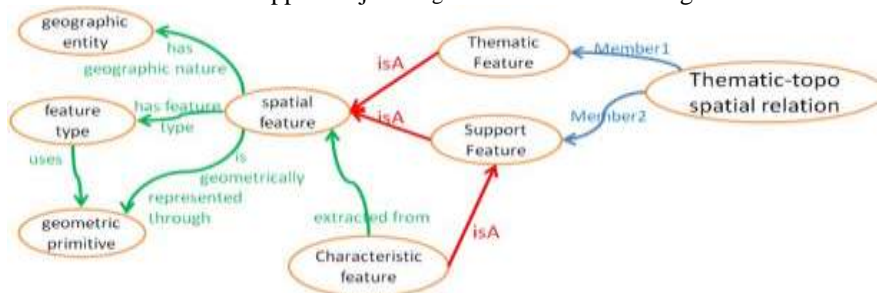 geographic
entity
has
geographic nature
feature
type
has feature
type
spatial
feature
uses
is
geometrically
represented
through
geometric
primitive
extracted from
Characteristic
feature
isA
isA
isA
Thematic
Feature
Support
Feature
Member1
Member2
Thematic-topo
spatial relation